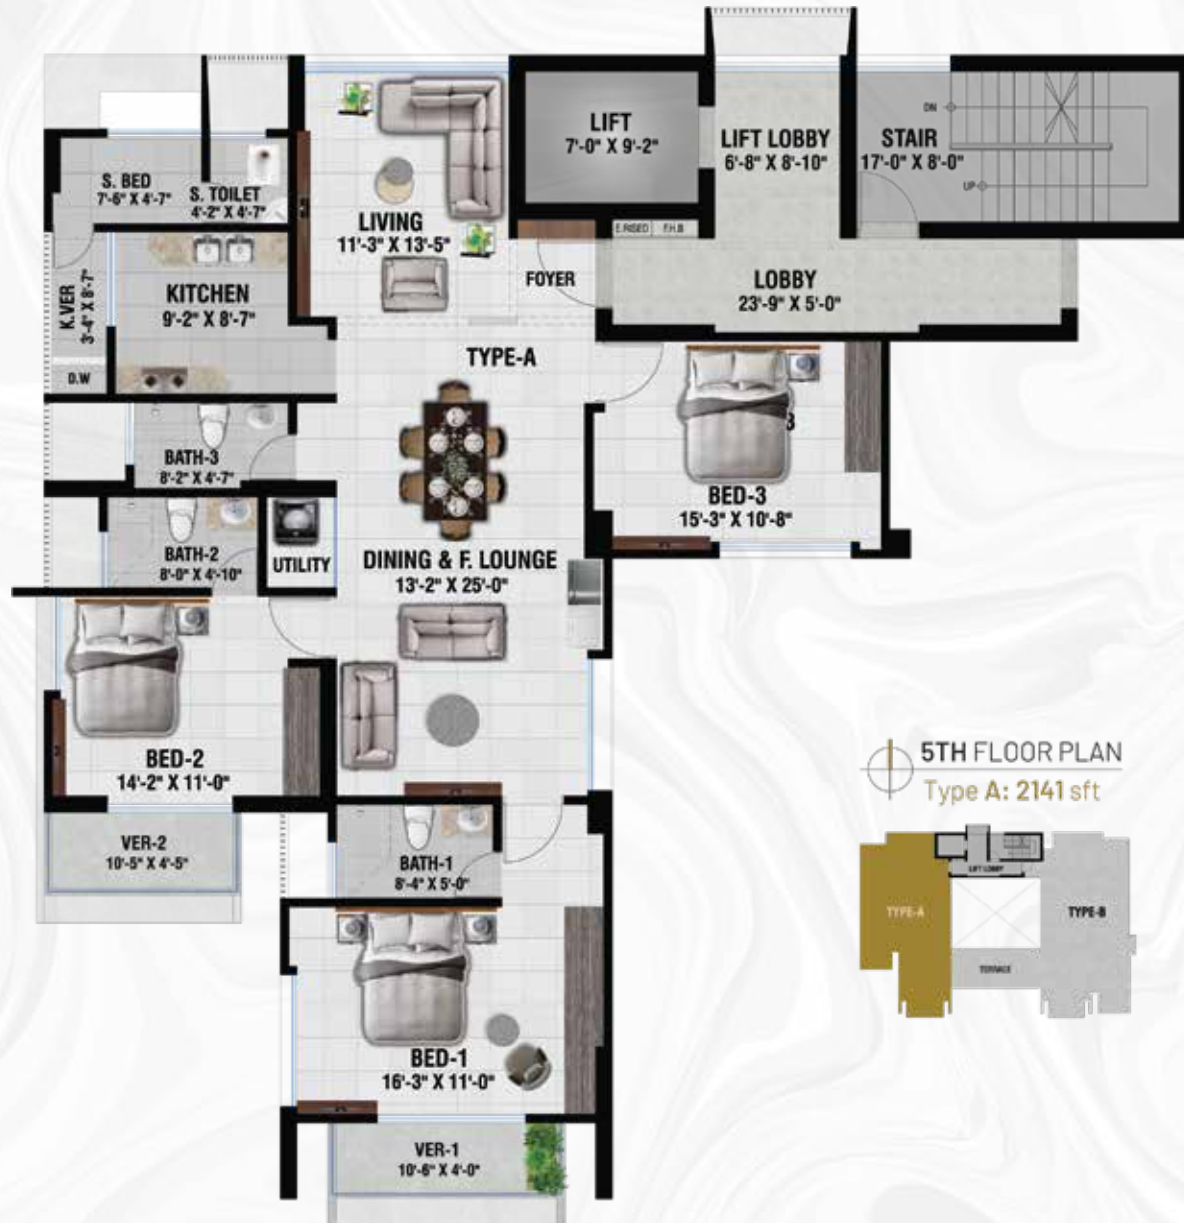 LIFT
7'-0" X 9'-2"
LIFT LOBBY
6'-8" X 8'-10"
DN
STAIR
17'-0" X 8'-0"
UP
S. BED
7'-6" X 4'-7"
S. TOILET
4'-2" X 4'-7"
LIVING
11'-3" X 13'-5"
E.RISED
F.H.B
FOYER
LOBBY
23'-9" X 5'-0"
K.VER
3'-4" X 8'-7"
KITCHEN
9'-2" X 8'-7"
D.W
TYPE-A
BATH-3
8'-2" X 4'-7"
BED-3
15'-3" X 10'-8"
BATH-2
8'-0" X 4'-10"
UTILITY
DINING & F. LOUNGE
13'-2" X 25'-0"
BED-2
14'-2" X 11'-0"
VER-2
10'-5" X 4'-5"
BATH-1
8'-4" X 5'-0"
BED-1
16'-3" X 11'-0"
VER-1
10'-6" X 4'-0"
5TH FLOOR PLAN
Type A: 2141 sft
LIFT LOBBY
TYPE-A
TYPE-B
TERRACE